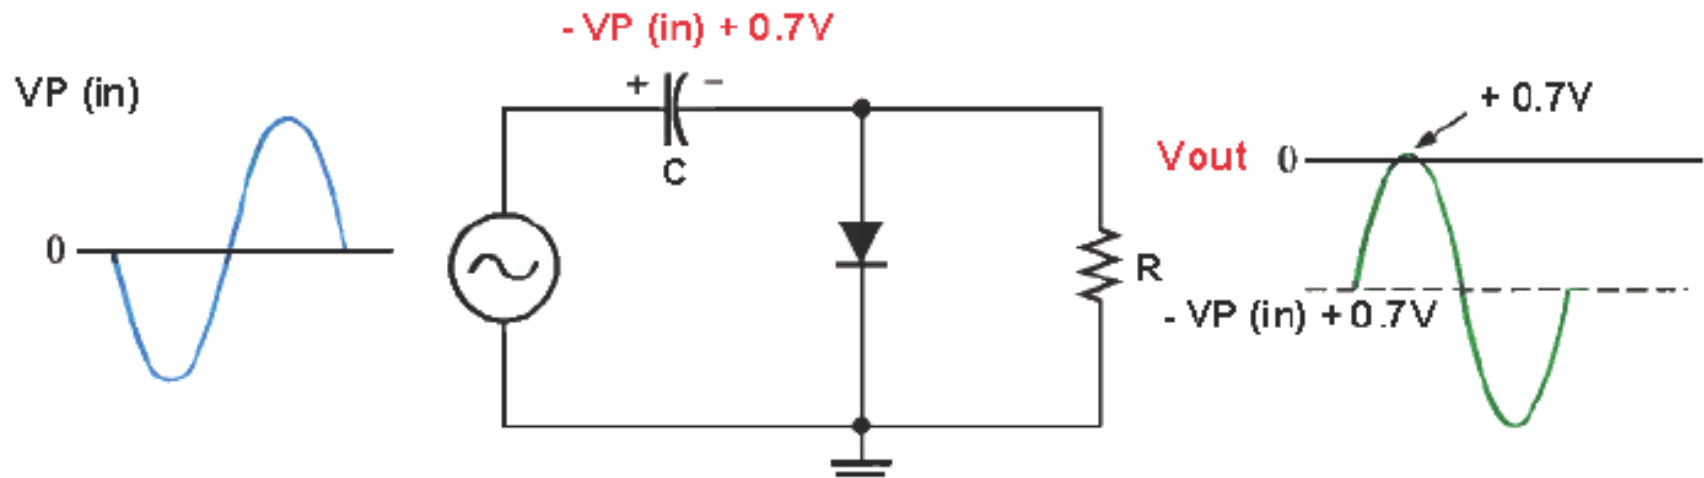 - VP (in) + 0.7V
VP (in)
+ -
C
0
R
+ 0.7V
Vout 0
- VP (in) + 0.7V